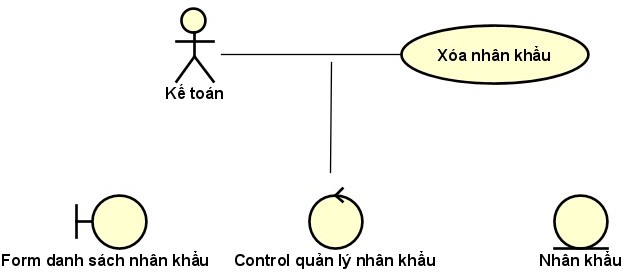 Xóa nhân khẩu
Kế toán
Form danh sách nhân khẩu
Control quản lý nhân khẩu
Nhân khẩu